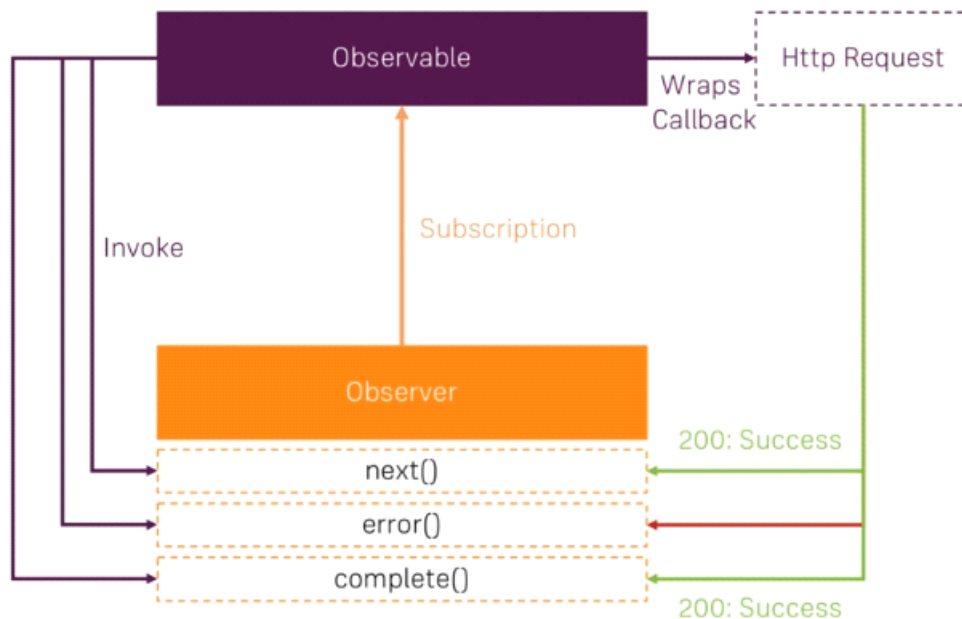 Observable
Http Request
Wraps
Callback
Subscription
Invoke
Observer
200: Success
next()
error()
complete()
200: Success